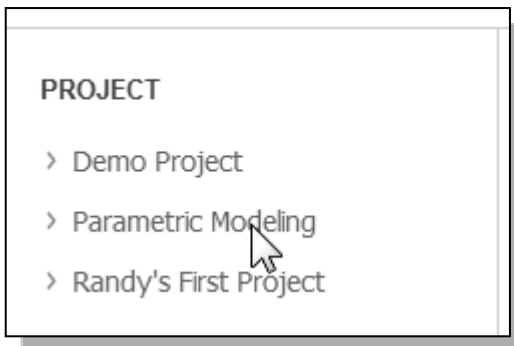 PROJECT
> Demo Project
> Parametric Modeling
> Randy's First Project